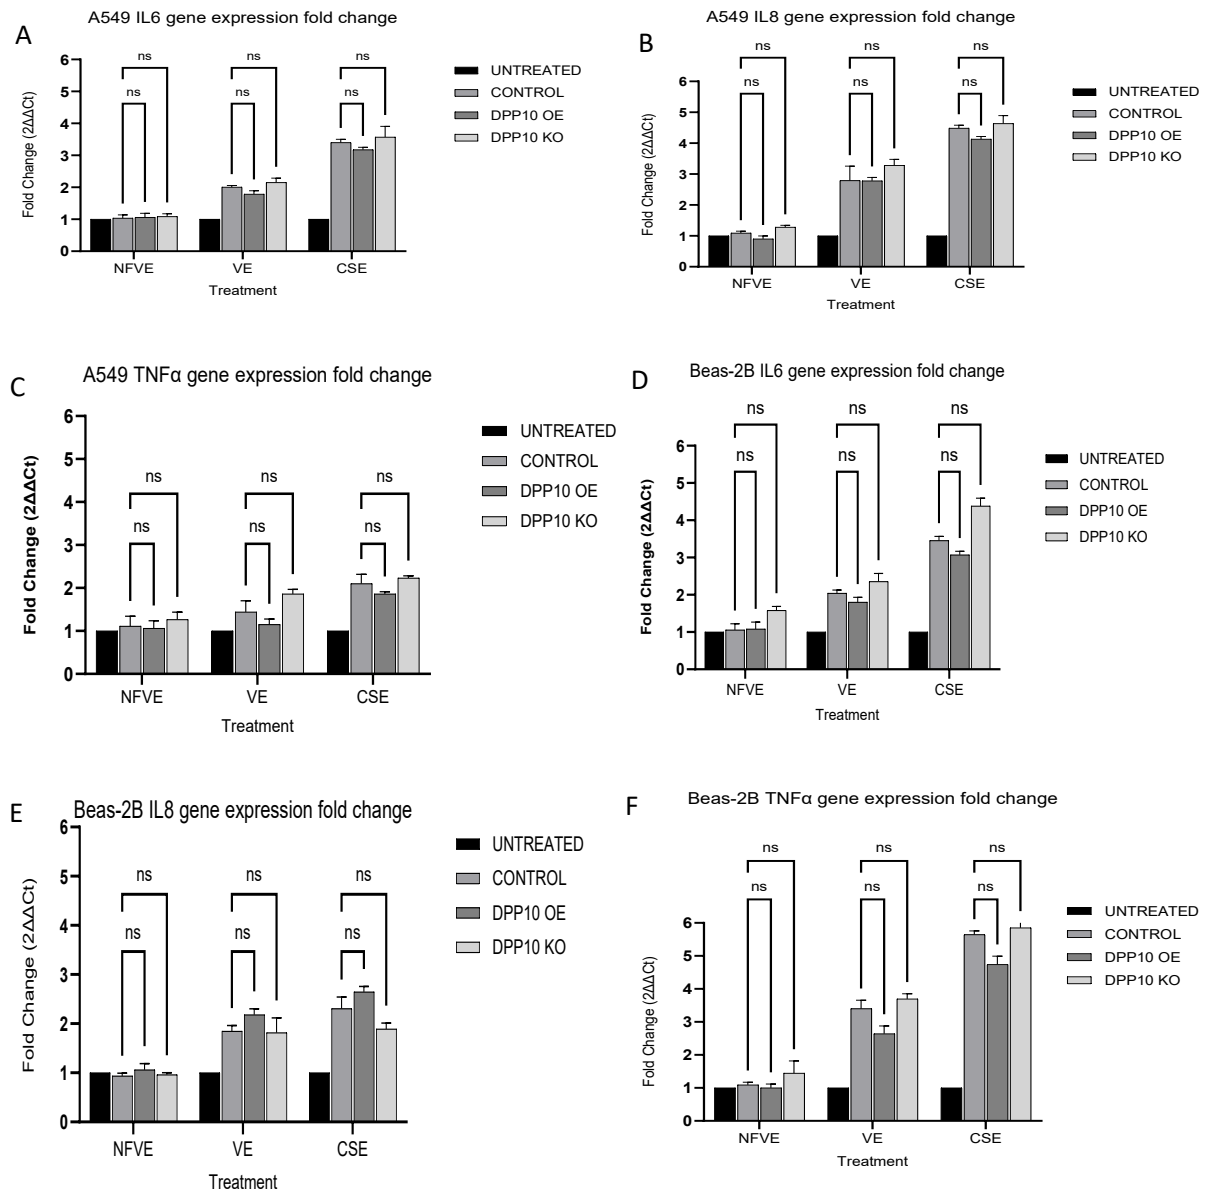 A
A549 IL6 gene expression fold change
Fold Change (2ΔΔCt)
6
5
4
3
2
1
0
ns
ns
ns
ns
ns
ns
NFVE
VE
CSE
Treatment
UNTREATED
CONTROL
DPP10 OE
DPP10 KO
B
A549 IL8 gene expression fold change
Fold Change (2ΔΔCt)
6
5
4
3
2
1
0
ns
ns
ns
ns
ns
ns
NFVE
VE
CSE
Treatment
UNTREATED
CONTROL
DPP10 OE
DPP10 KO
C
A549 TNFα gene expression fold change
Fold Change (2ΔΔCt)
6
5
4
3
2
1
0
ns
ns
ns
ns
ns
ns
NFVE
VE
CSE
Treatment
UNTREATED
CONTROL
DPP10 OE
DPP10 KO
D
Beas-2B IL6 gene expression fold change
Fold Change (2ΔΔCt)
6
5
4
3
2
1
0
ns
ns
ns
ns
ns
ns
NFVE
VE
CSE
Treatment
UNTREATED
CONTROL
DPP10 OE
DPP10 KO
E
Beas-2B IL8 gene expression fold change
Fold Change (2ΔΔCt)
6
5
4
3
2
1
0
ns
ns
ns
ns
ns
ns
NFVE
VE
CSE
Treatment
UNTREATED
CONTROL
DPP10 OE
DPP10 KO
F
Beas-2B TNFα gene expression fold change
Fold Change (2ΔΔCt)
6
5
4
3
2
1
0
ns
ns
ns
ns
ns
ns
NFVE
VE
CSE
Treatment
UNTREATED
CONTROL
DPP10 OE
DPP10 KO